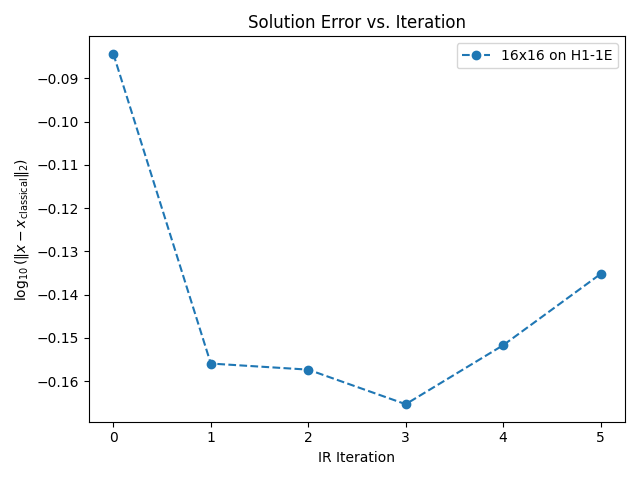 Solution Error vs. Iteration
16x16 on H1-1E
−0.09
−0.10
−0.11
−0.12
−0.13
−0.14
−0.15
−0.16
log₁₀(‖x − x_classical‖₂)
0 1 2 3 4 5
IR Iteration